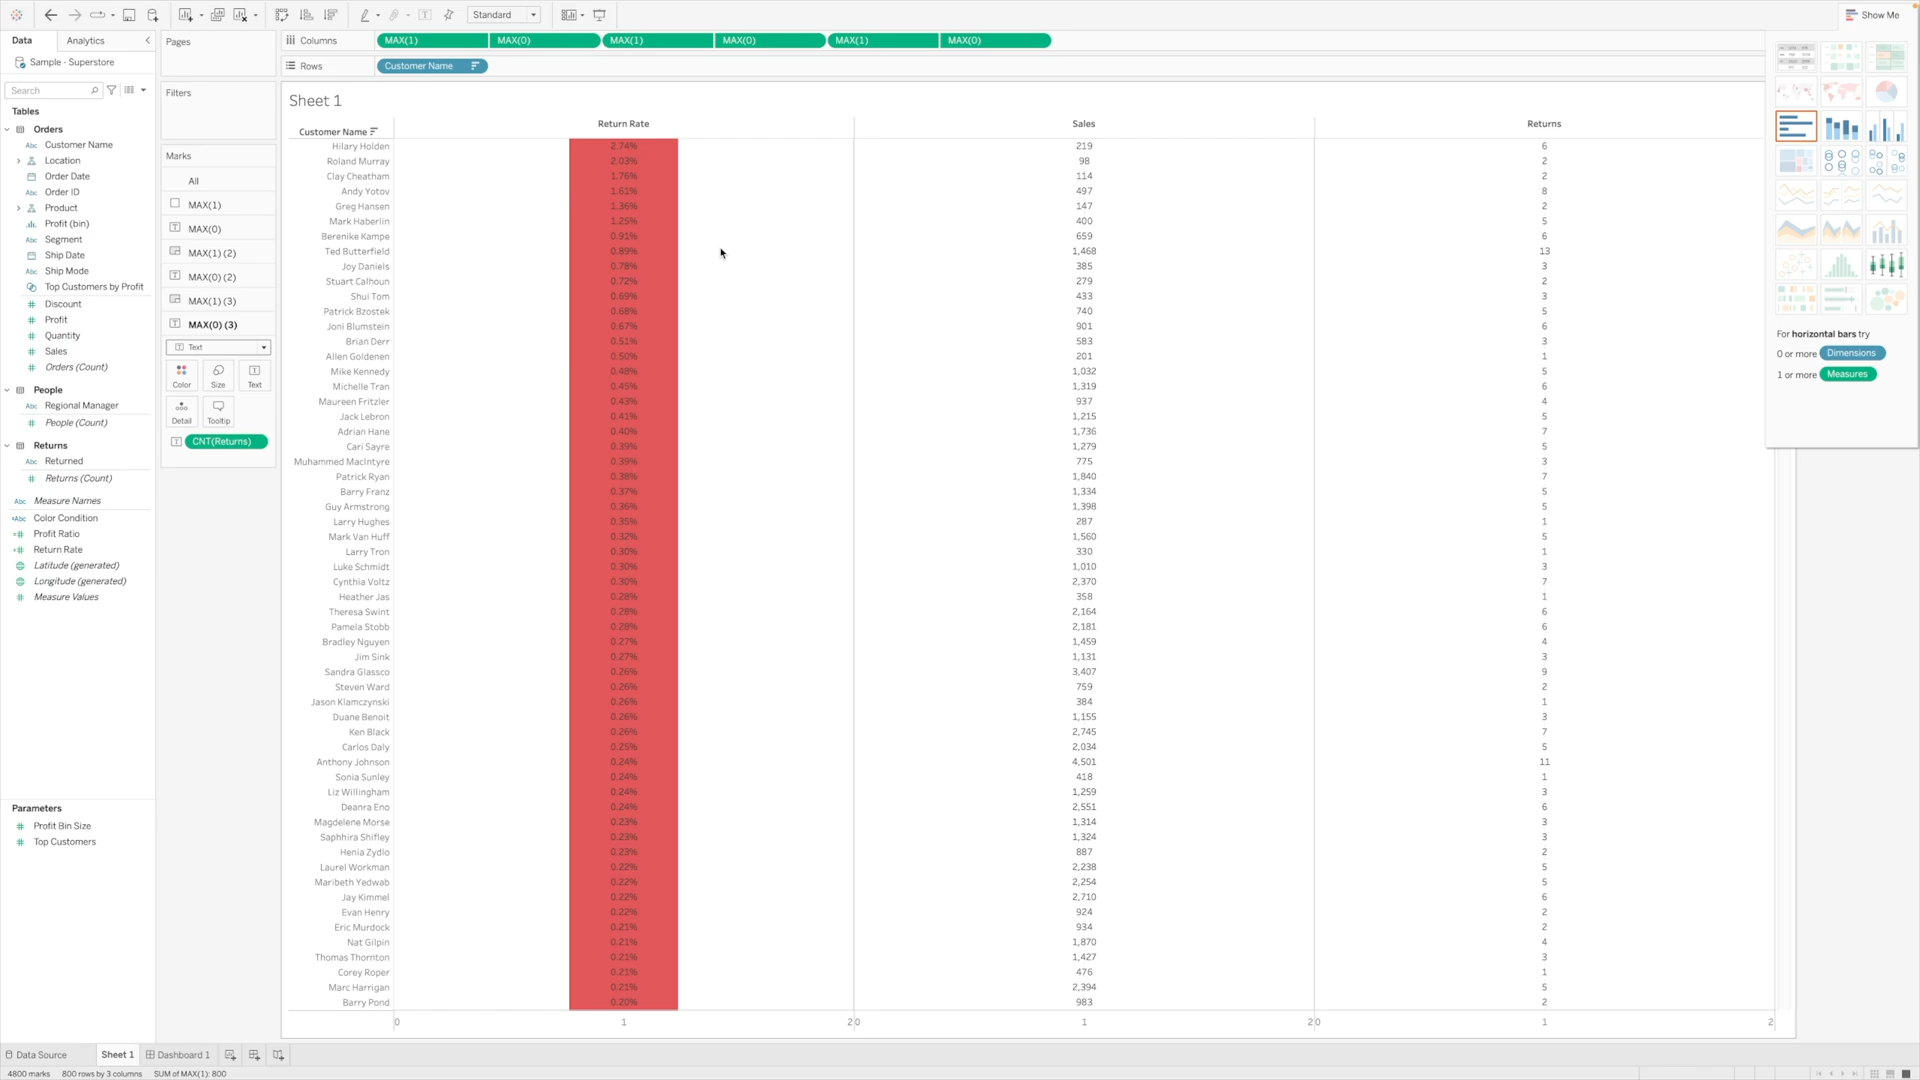 Standard
Show Me
Data
Analytics
Pages
Columns
MAX(1)
MAX(0)
MAX(1)
MAX(0)
MAX(1)
MAX(0)
Sample - Superstore
Rows
Customer Name
Search
Filters
Sheet 1
Tables
Customer Name
Return Rate
Sales
Returns
Orders
Customer Name
Location
Order Date
Order ID
Product
Profit (bin)
Segment
Ship Date
Ship Mode
Top Customers by Profit
Discount
Profit
Quantity
Sales
Orders (Count)
People
Regional Manager
People (Count)
Returns
Returned
Returns (Count)
Measure Names
Color Condition
Profit Ratio
Return Rate
Latitude (generated)
Longitude (generated)
Measure Values
Parameters
Profit Bin Size
Top Customers
Marks
All
MAX(1)
MAX(0)
MAX(1) (2)
MAX(0) (2)
MAX(1) (3)
MAX(0) (3)
Text
Color
Size
Text
Detail
Tooltip
CNT(Returns)
Hilary Holden 2.74% 219 6
Roland Murray 2.03% 98 2
Clay Cheatham 1.76% 114 2
Andy Yotov 1.61% 497 8
Greg Hansen 1.36% 147 2
Mark Haberlin 1.25% 400 5
Berenike Kampe 0.91% 659 6
Ted Butterfield 0.89% 1,468 13
Joy Daniels 0.78% 385 3
Stuart Calhoun 0.72% 279 2
Shui Tom 0.69% 433 3
Patrick Bzostek 0.68% 740 5
Joni Blumstein 0.67% 901 6
Brian Derr 0.51% 583 3
Allen Goldenen 0.50% 201 1
Mike Kennedy 0.48% 1,032 5
Michelle Tran 0.45% 1,319 6
Maureen Fritzler 0.43% 937 4
Jack Lebron 0.41% 1,215 5
Adrian Hane 0.40% 1,736 7
Cari Sayre 0.39% 1,279 5
Muhammed MacIntyre 0.39% 775 3
Patrick Ryan 0.38% 1,840 7
Barry Franz 0.37% 1,334 5
Guy Armstrong 0.36% 1,398 5
Larry Hughes 0.35% 287 1
Mark Van Huff 0.32% 1,560 5
Larry Tron 0.30% 330 1
Luke Schmidt 0.30% 1,010 3
Cynthia Voltz 0.30% 2,370 7
Heather Jas 0.28% 358 1
Theresa Swint 0.28% 2,164 6
Pamela Stobb 0.28% 2,181 6
Bradley Nguyen 0.27% 1,459 4
Jim Sink 0.27% 1,131 3
Sandra Glassco 0.26% 3,407 9
Steven Ward 0.26% 759 2
Jason Klamczynski 0.26% 384 1
Duane Benoit 0.26% 1,155 3
Ken Black 0.26% 2,745 7
Carlos Daly 0.25% 2,034 5
Anthony Johnson 0.24% 4,501 11
Sonia Sunley 0.24% 418 1
Liz Willingham 0.24% 1,259 3
Deanra Eno 0.24% 2,551 6
Magdelene Morse 0.23% 1,314 3
Saphhira Shifley 0.23% 1,324 3
Henia Zydlo 0.23% 887 2
Laurel Workman 0.22% 2,238 5
Maribeth Yedwab 0.22% 2,254 5
Jay Kimmel 0.22% 2,710 6
Evan Henry 0.22% 924 2
Eric Murdock 0.21% 934 2
Nat Gilpin 0.21% 1,870 4
Thomas Thornton 0.21% 1,427 3
Corey Roper 0.21% 476 1
Marc Harrigan 0.21% 2,394 5
Barry Pond 0.20% 983 2
0 1 2 0 1 2 0 1 2
For horizontal bars try
0 or more Dimensions
1 or more Measures
Data Source
Sheet 1
Dashboard 1
4800 marks 800 rows by 3 columns SUM of MAX(1): 800